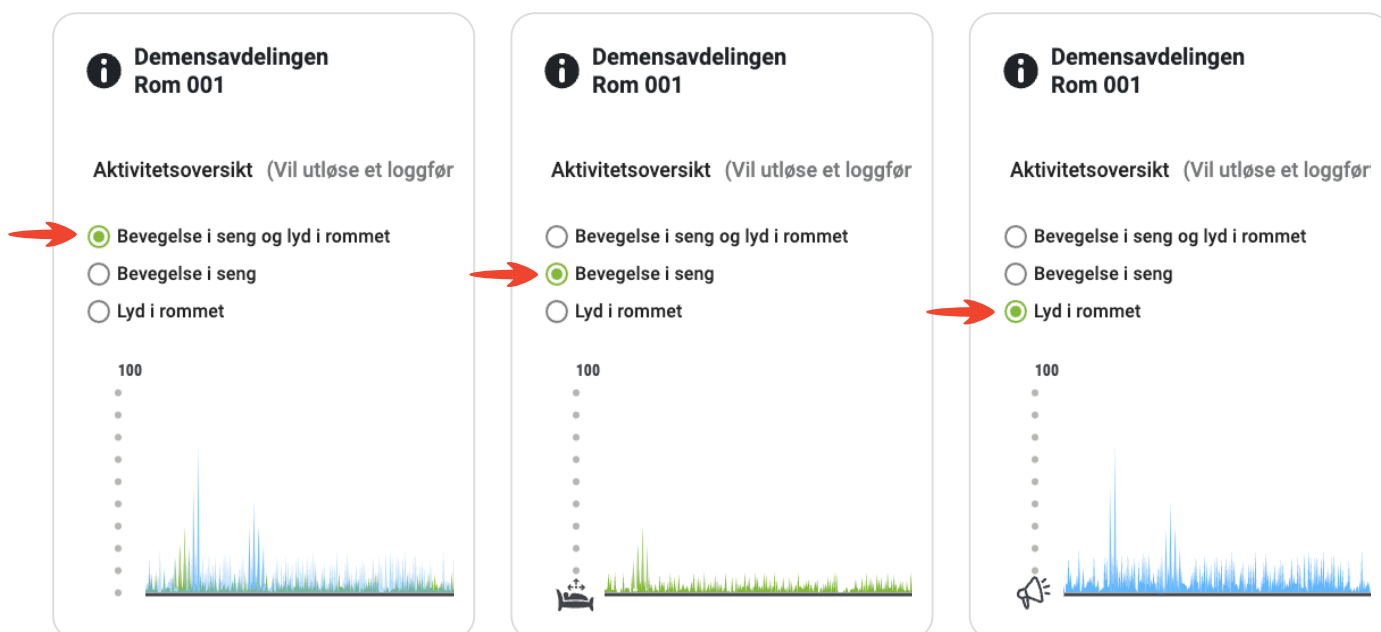 Demensavdelingen
Rom 001
Aktivitetsoversikt (Vil utløse et loggfør
Bevegelse i seng og lyd i rommet
Bevegelse i seng
Lyd i rommet
100
Demensavdelingen
Rom 001
Aktivitetsoversikt (Vil utløse et loggfør
Bevegelse i seng og lyd i rommet
Bevegelse i seng
Lyd i rommet
100
Demensavdelingen
Rom 001
Aktivitetsoversikt (Vil utløse et loggfør
Bevegelse i seng og lyd i rommet
Bevegelse i seng
Lyd i rommet
100